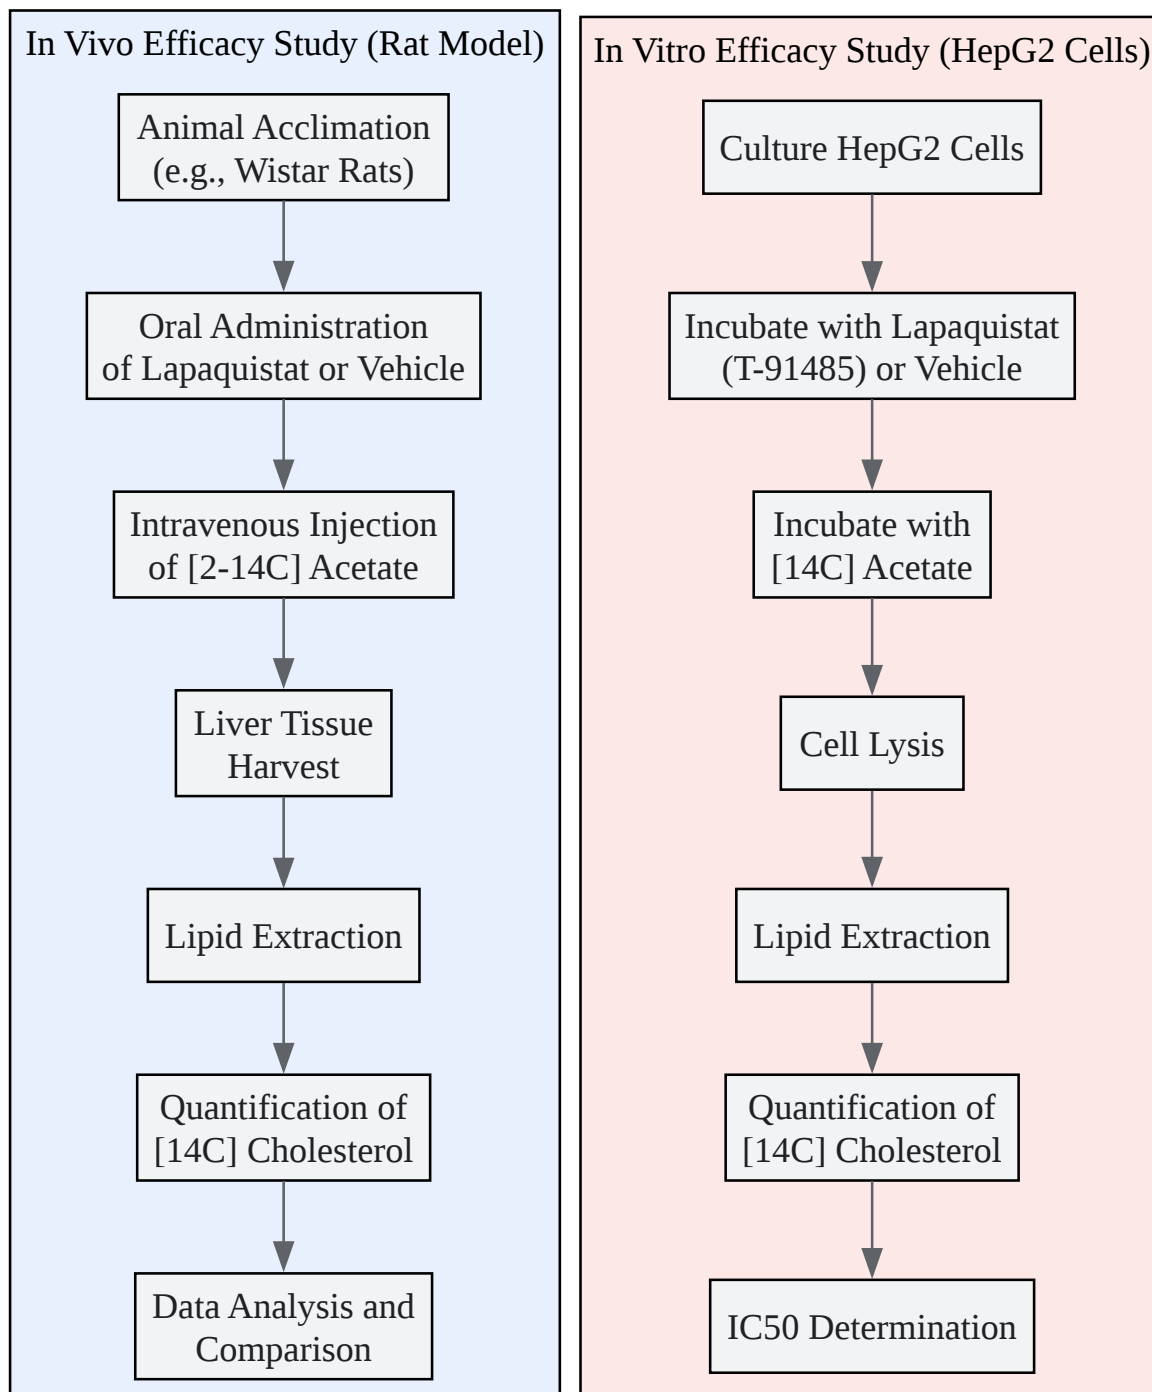 In Vivo Efficacy Study (Rat Model)
Animal Acclimation
(e.g., Wistar Rats)
Oral Administration
of Lapaquistat or Vehicle
Intravenous Injection
of [2-14C] Acetate
Liver Tissue
Harvest
Lipid Extraction
Quantification of
[14C] Cholesterol
Data Analysis and
Comparison
In Vitro Efficacy Study (HepG2 Cells)
Culture HepG2 Cells
Incubate with Lapaquistat
(T-91485) or Vehicle
Incubate with
[14C] Acetate
Cell Lysis
Lipid Extraction
Quantification of
[14C] Cholesterol
IC50 Determination